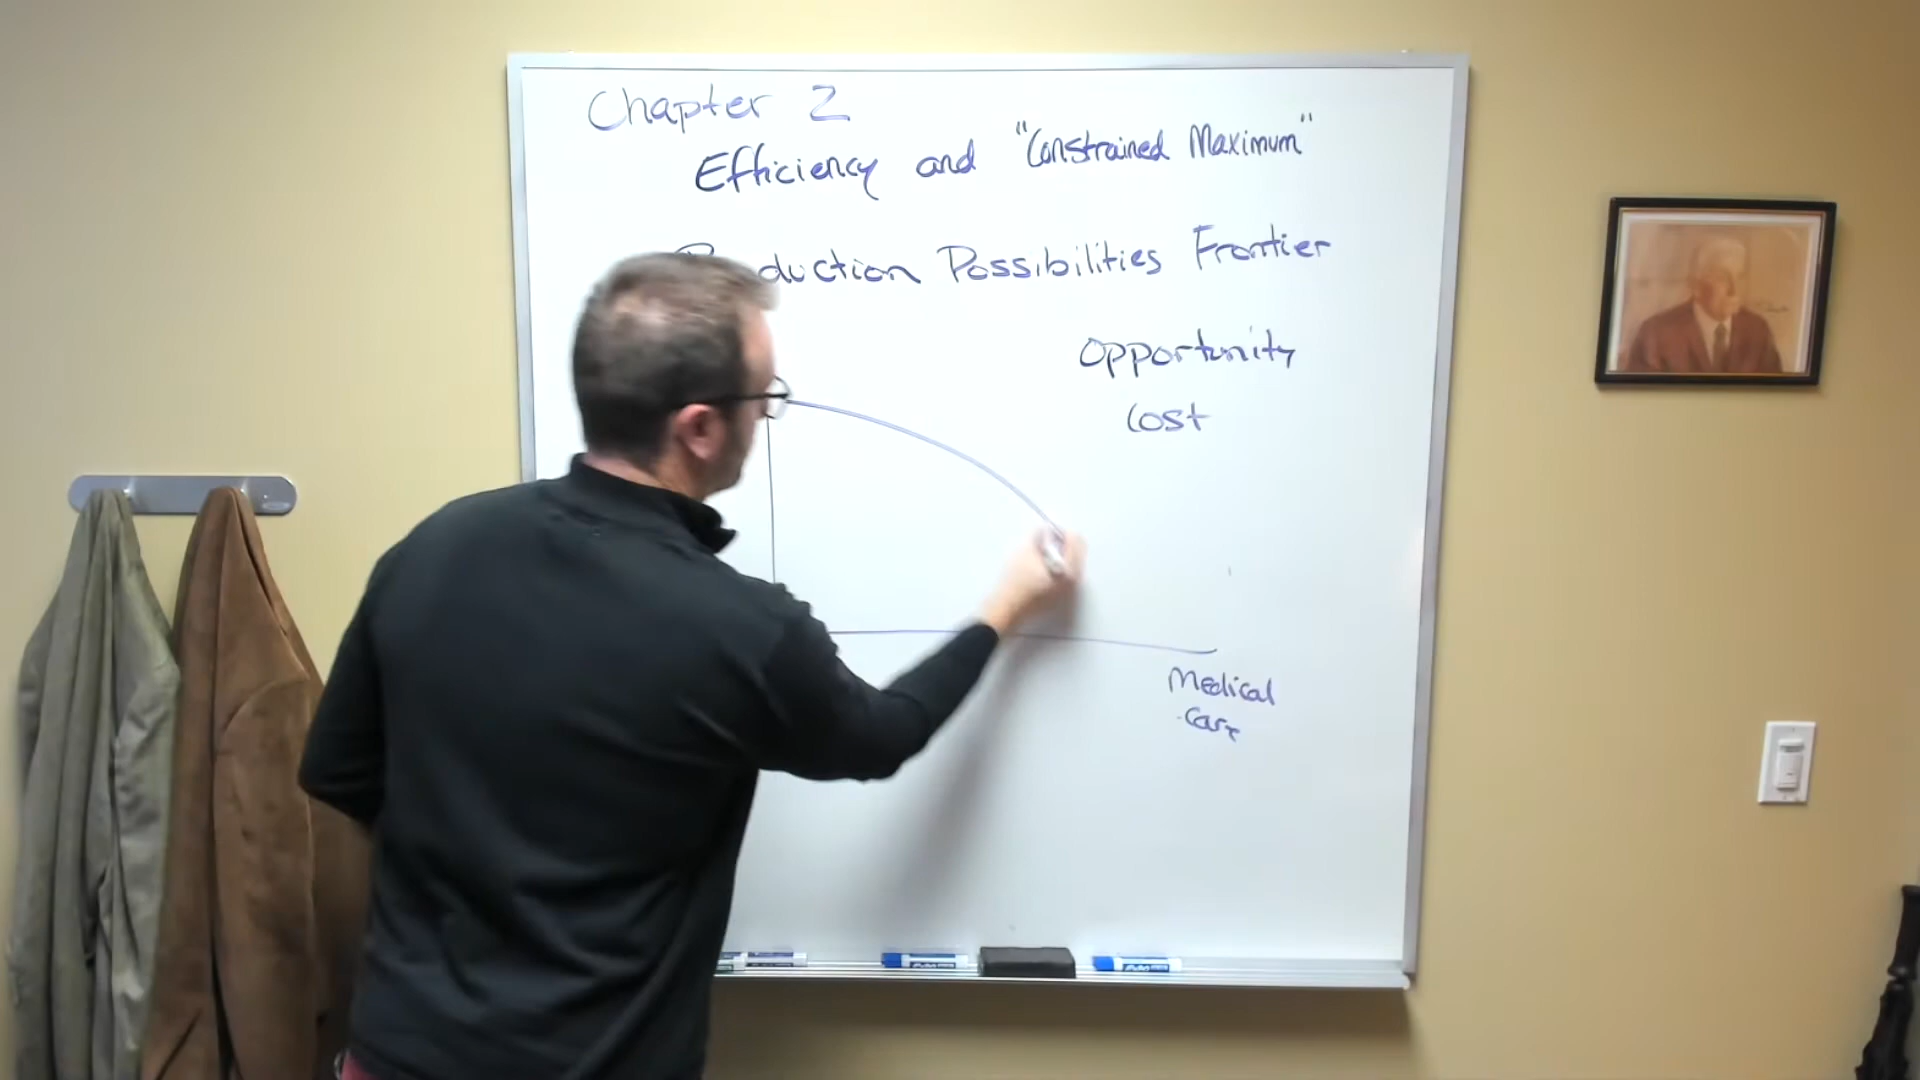 Chapter 2
Efficiency and "Constrained Maximum"
Production Possibilities Frontier
Opportunity
Cost
Medical
Care